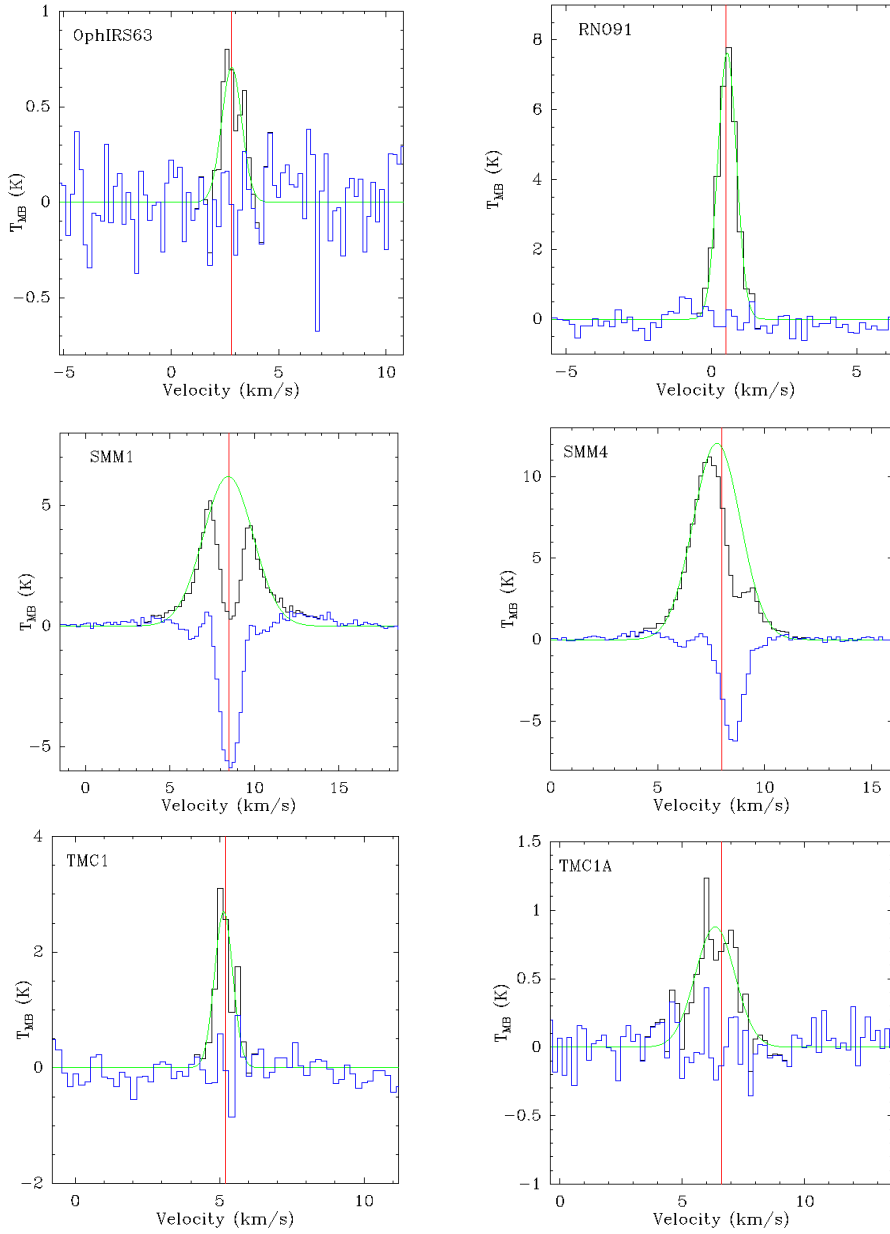 OphIRS63
1
0.5
0
−0.5
T_MB (K)
−5 0 5 10
Velocity (km/s)
RNO91
8
6
4
2
0
T_MB (K)
−5 0 5
Velocity (km/s)
SMM1
5
0
−5
T_MB (K)
0 5 10 15
Velocity (km/s)
SMM4
10
5
0
−5
T_MB (K)
0 5 10 15
Velocity (km/s)
TMC1
4
2
0
−2
T_MB (K)
0 5 10
Velocity (km/s)
TMC1A
1.5
1
0.5
0
−0.5
−1
T_MB (K)
0 5 10
Velocity (km/s)